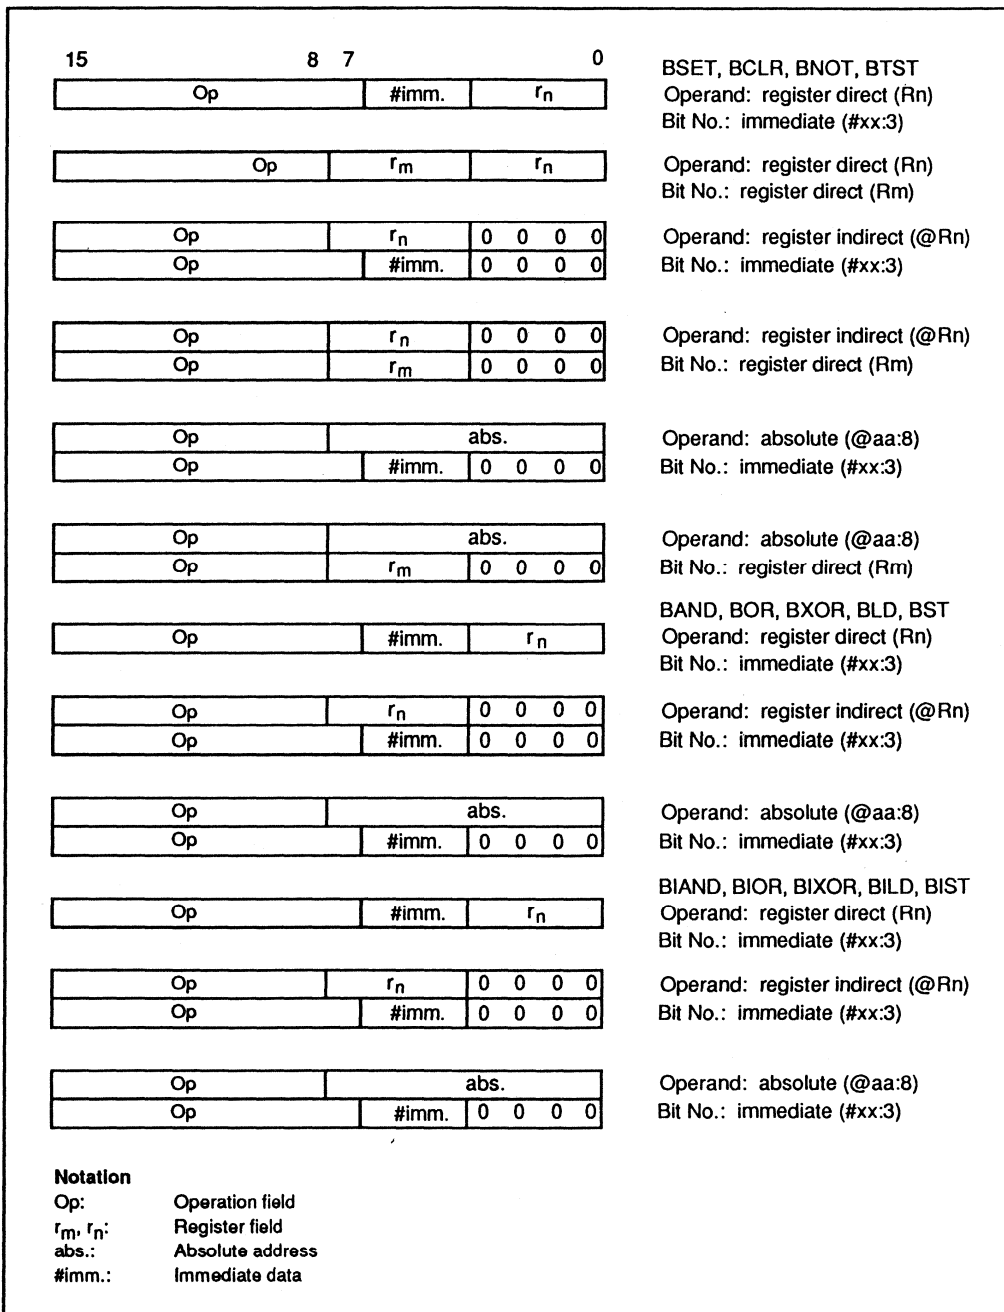 15 8 7 0
BSET, BCLR, BNOT, BTST
Op #imm. rn Operand: register direct (Rn)
Bit No.: immediate (#xx:3)
Op rm rn Operand: register direct (Rn)
Bit No.: register direct (Rm)
Op rn 0 0 0 0 Operand: register indirect (@Rn)
Op #imm. 0 0 0 0 Bit No.: immediate (#xx:3)
Op rn 0 0 0 0 Operand: register indirect (@Rn)
Op rm 0 0 0 0 Bit No.: register direct (Rm)
Op abs. Operand: absolute (@aa:8)
Op #imm. 0 0 0 0 Bit No.: immediate (#xx:3)
Op abs. Operand: absolute (@aa:8)
Op rm 0 0 0 0 Bit No.: register direct (Rm)
BAND, BOR, BXOR, BLD, BST
Op #imm. rn Operand: register direct (Rn)
Bit No.: immediate (#xx:3)
Op rn 0 0 0 0 Operand: register indirect (@Rn)
Op #imm. 0 0 0 0 Bit No.: immediate (#xx:3)
Op abs. Operand: absolute (@aa:8)
Op #imm. 0 0 0 0 Bit No.: immediate (#xx:3)
BIAND, BIOR, BIXOR, BILD, BIST
Op #imm. rn Operand: register direct (Rn)
Bit No.: immediate (#xx:3)
Op rn 0 0 0 0 Operand: register indirect (@Rn)
Op #imm. 0 0 0 0 Bit No.: immediate (#xx:3)
Op abs. Operand: absolute (@aa:8)
Op #imm. 0 0 0 0 Bit No.: immediate (#xx:3)
Notation
Op: Operation field
rm, rn: Register field
abs.: Absolute address
#imm.: Immediate data